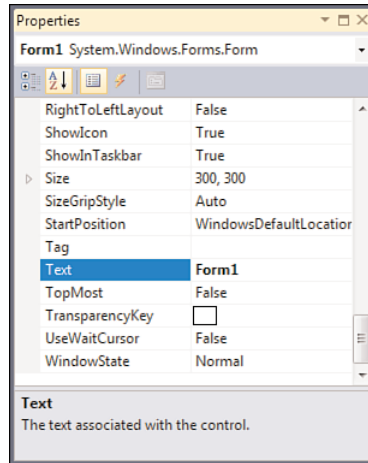 Properties
Form1 System.Windows.Forms.Form
RightToLeftLayout False
ShowIcon True
ShowInTaskbar True
Size 300, 300
SizeGripStyle Auto
StartPosition WindowsDefaultLocation
Tag
Text Form1
TopMost False
TransparencyKey
UseWaitCursor False
WindowState Normal
Text
The text associated with the control.